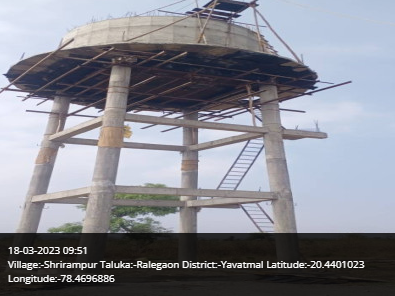 18-03-2023 09:51
Village:-Shrirampur Taluka:-Ralegaon District:-Yavatmal Latitude:-20.4401023
Longitude:-78.4696886